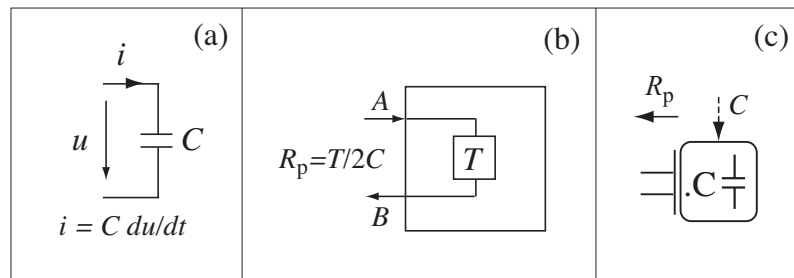 (a)
i
u
C
i = C du/dt
(b)
A
R_p=T/2C
T
B
(c)
R_p
C
.C